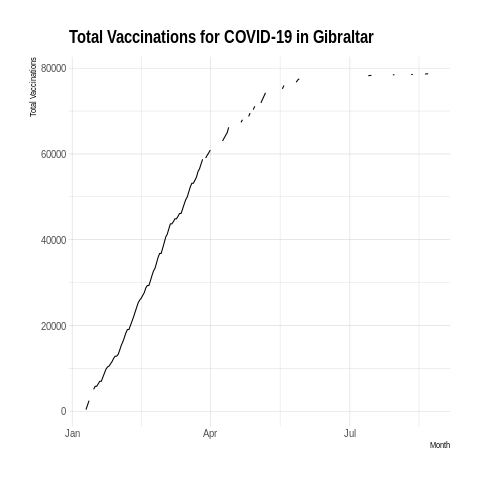 Total Vaccinations for COVID-19 in Gibraltar
Total Vaccinations
80000
60000
40000
20000
0
Jan
Apr
Jul
Month